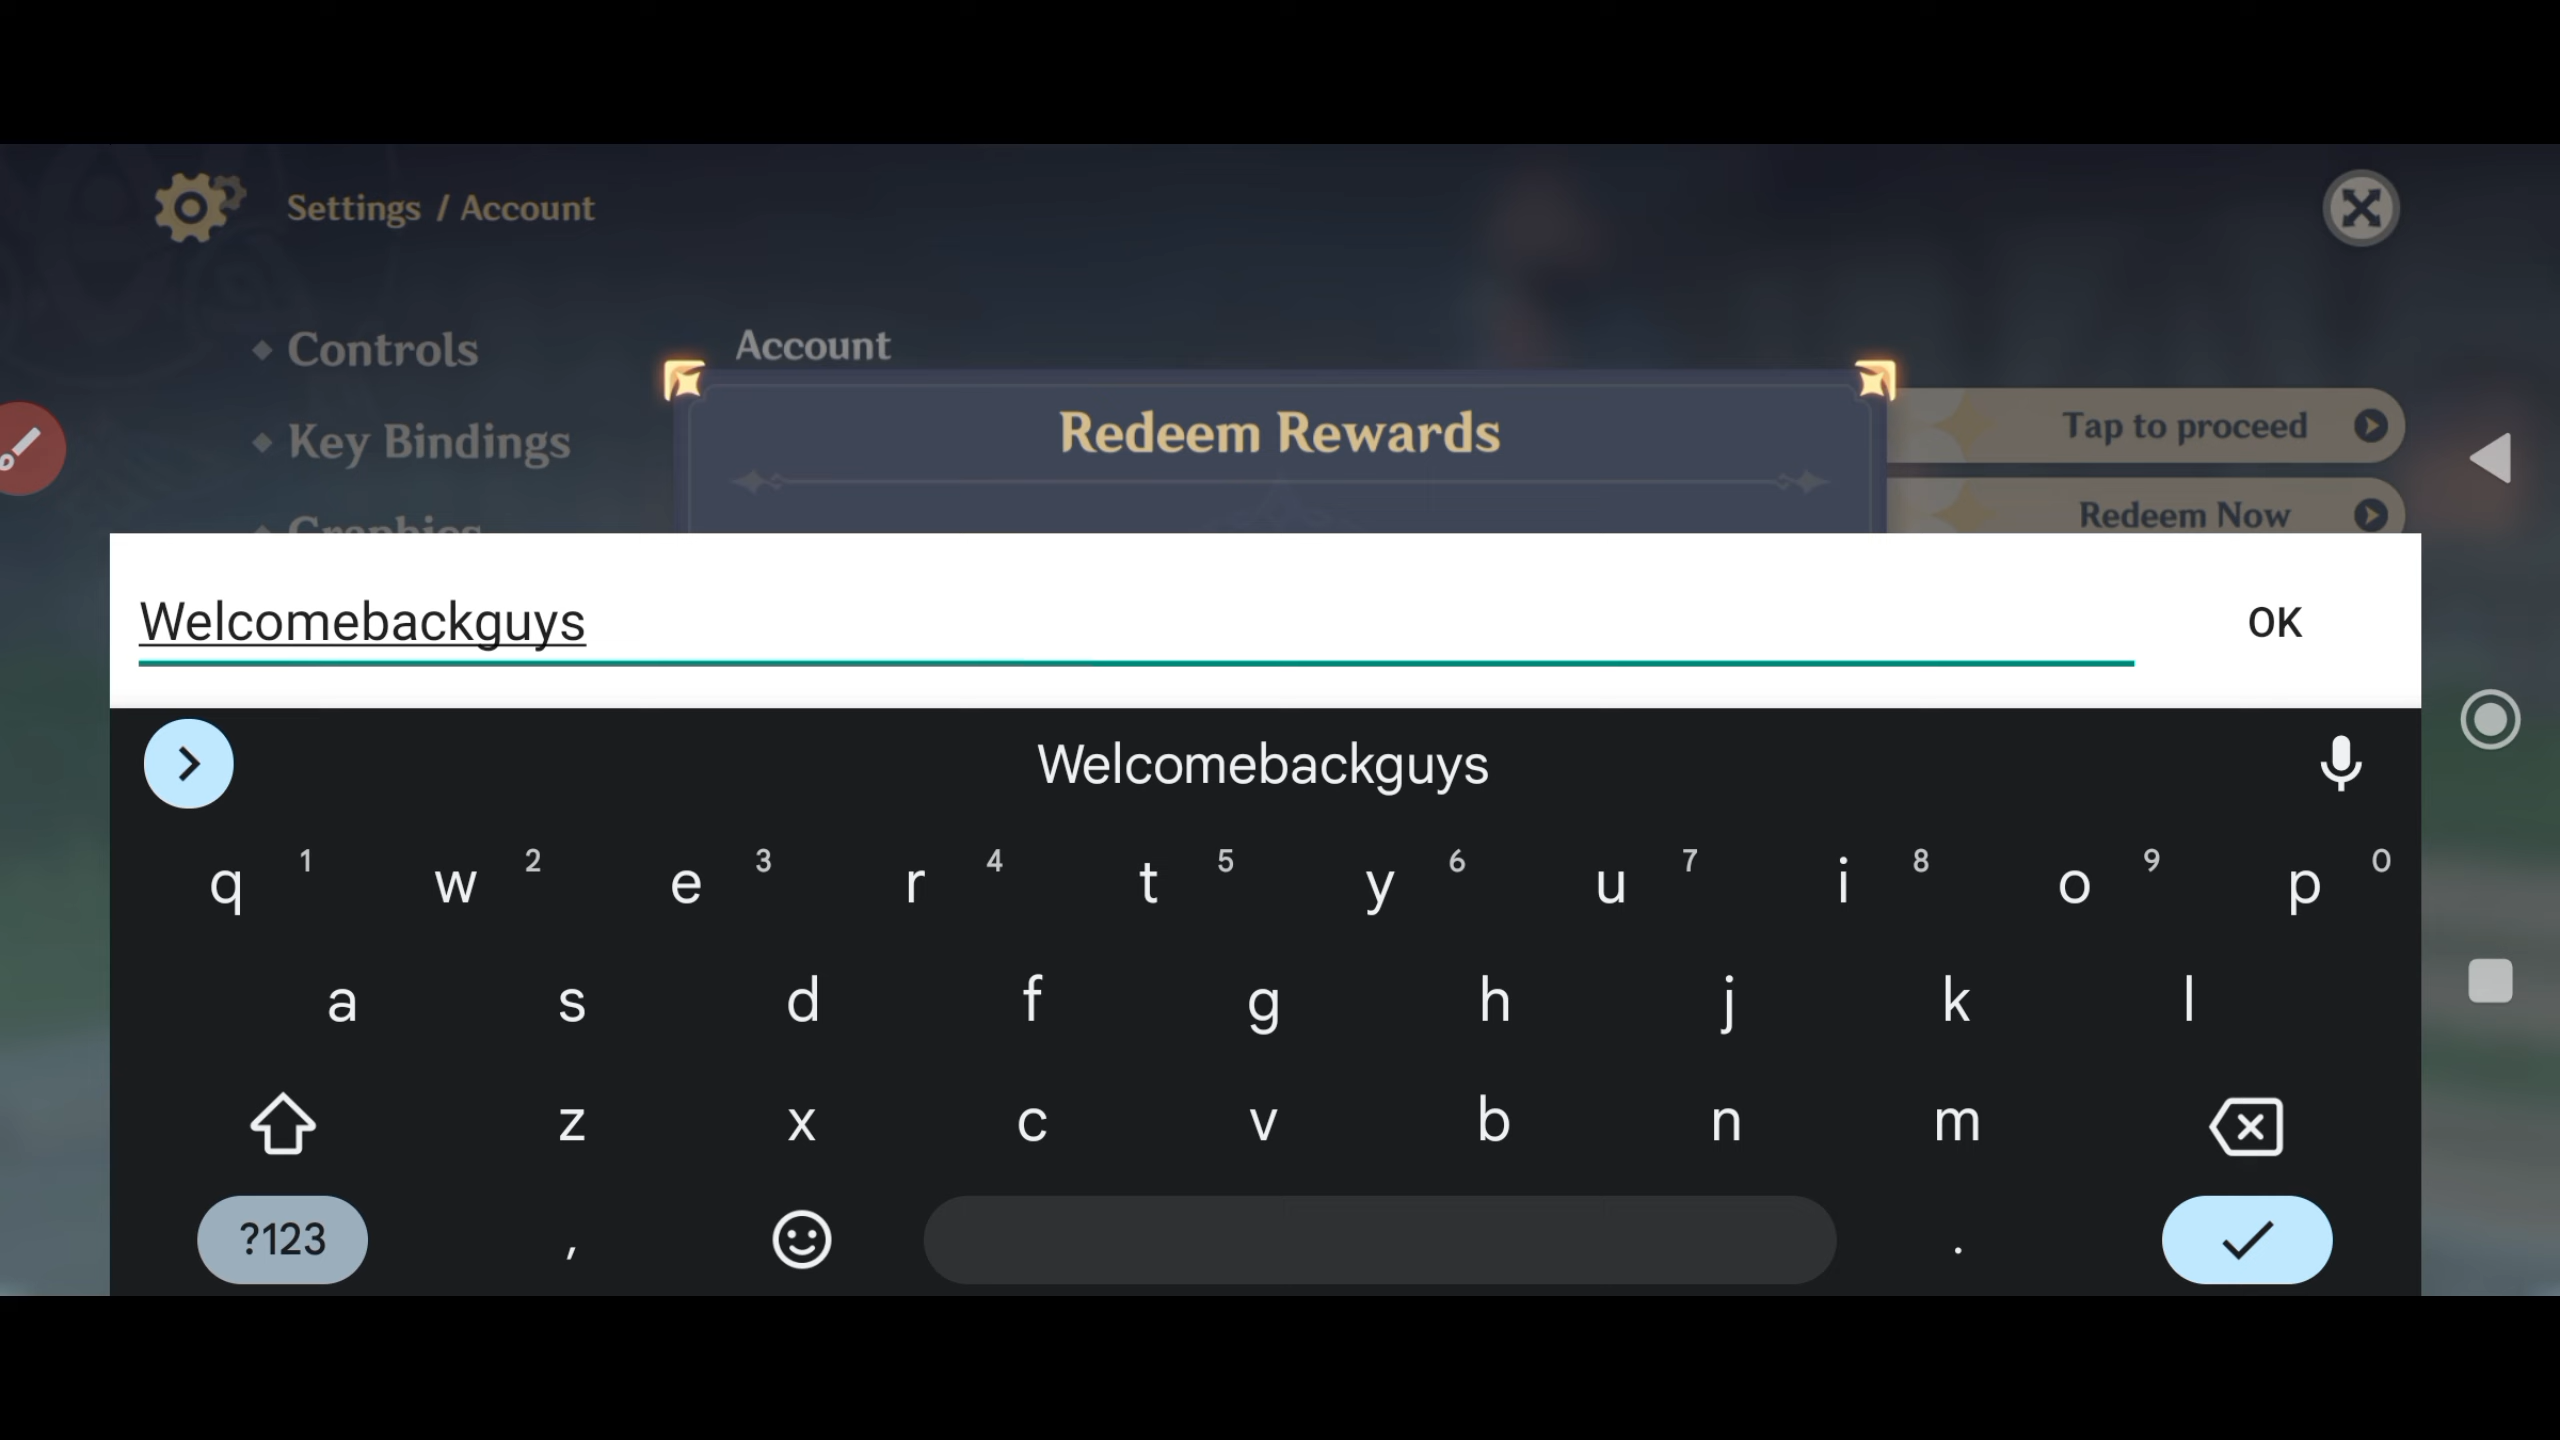 Settings / Account
Controls
Account
Key Bindings
Redeem Rewards
Tap to proceed
Graphics
Redeem Now
Welcomebackguys
OK
Welcomebackguys
q 1 w 2 e 3 r 4 t 5 y 6 u 7 i 8 o 9 p 0
a s d f g h j k l
z x c v b n m
?123 , .